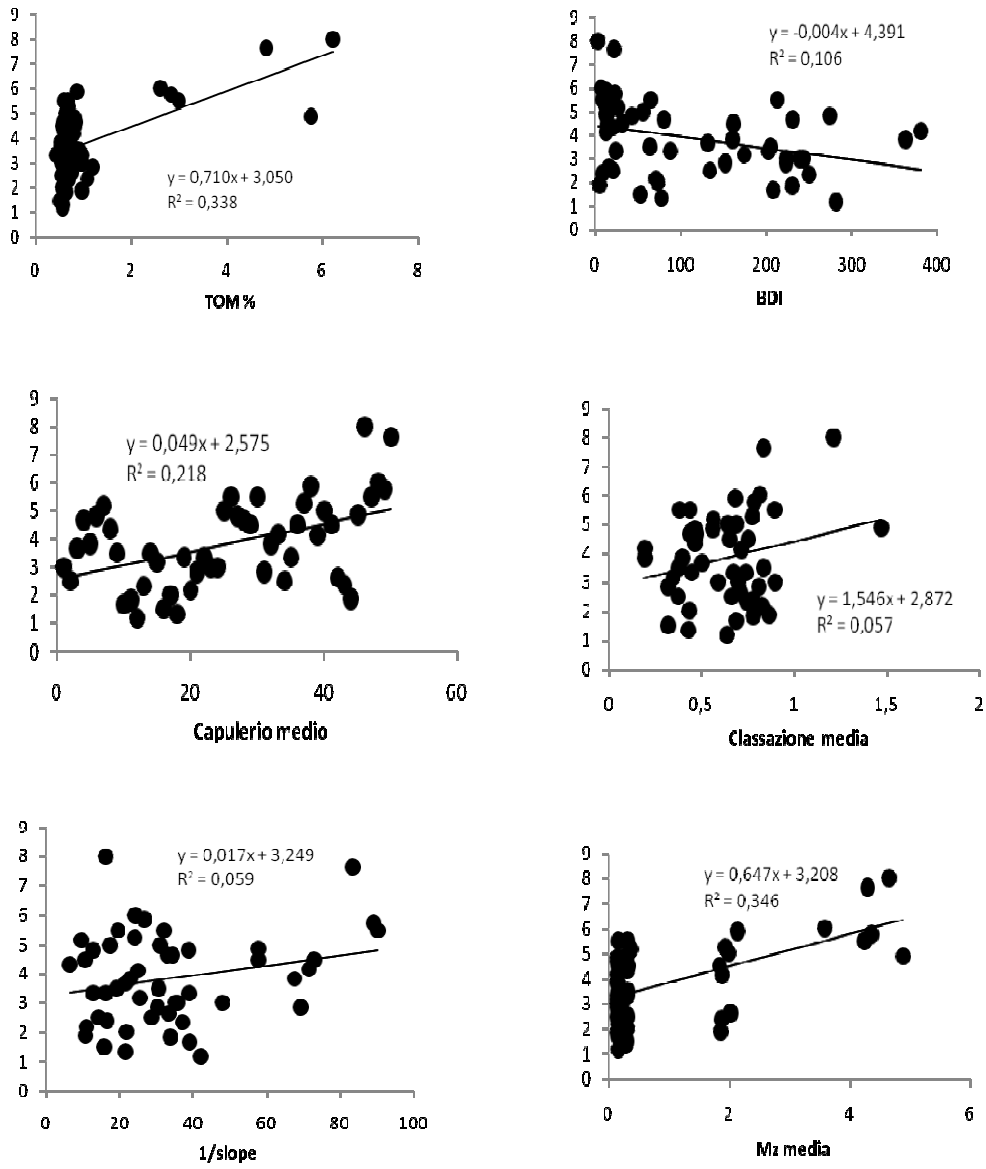 9
8
7
6
5
4
3
2
1
0
y = 0,710x + 3,050
R² = 0,338
0 2 4 6 8
TOM %
9
8
7
6
5
4
3
2
1
0
y = -0,004x + 4,391
R² = 0,106
0 100 200 300 400
BDI
9
8
7
6
5
4
3
2
1
0
y = 0,049x + 2,575
R² = 0,218
0 20 40 60
Capulerio medio
9
8
7
6
5
4
3
2
1
0
y = 1,546x + 2,872
R² = 0,057
0 0,5 1 1,5 2
Classazione media
9
8
7
6
5
4
3
2
1
0
y = 0,017x + 3,249
R² = 0,059
0 20 40 60 80 100
1/slope
9
8
7
6
5
4
3
2
1
0
y = 0,647x + 3,208
R² = 0,346
0 2 4 6
Mz media